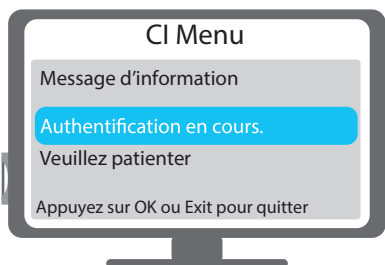 CI Menu
Message d’information
Authentification en cours.
Veuillez patienter
Appuyez sur OK ou Exit pour quitter